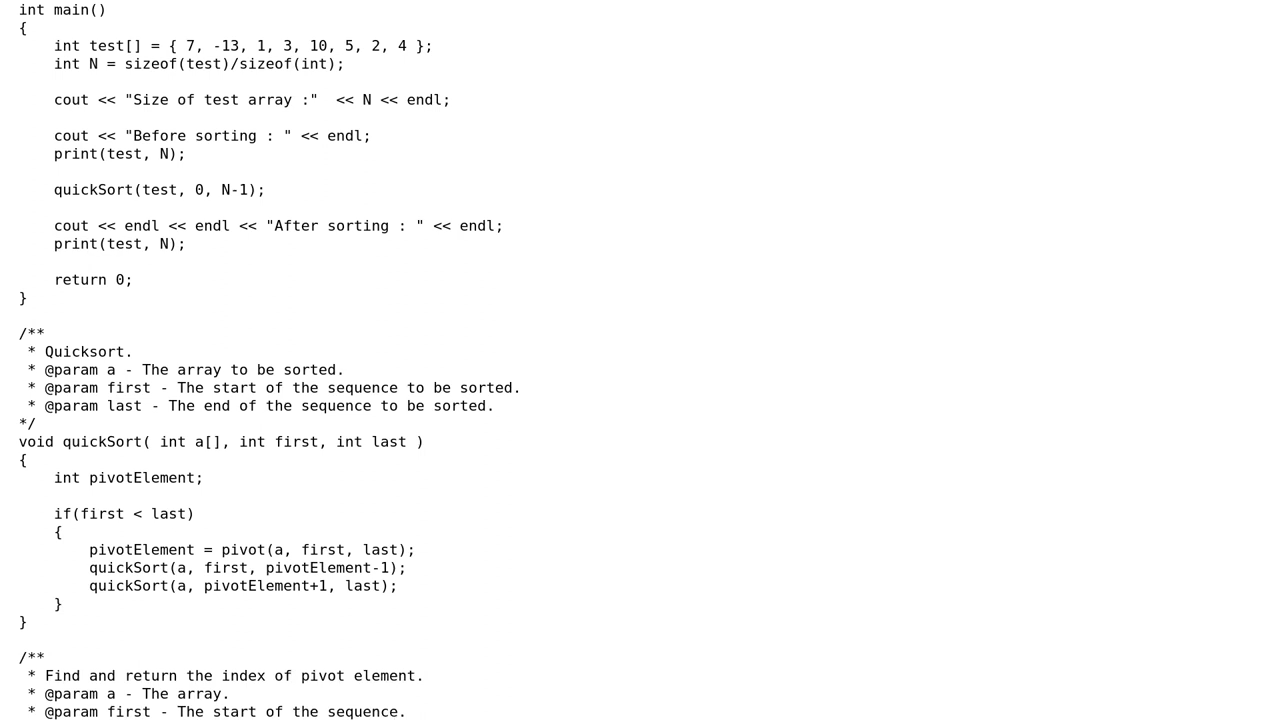 int main()
{
    int test[] = { 7, -13, 1, 3, 10, 5, 2, 4 };
    int N = sizeof(test)/sizeof(int);

    cout << "Size of test array :"  << N << endl;

    cout << "Before sorting : " << endl;
    print(test, N);

    quickSort(test, 0, N-1);

    cout << endl << endl << "After sorting : " << endl;
    print(test, N);

    return 0;
}

/**
 * Quicksort.
 * @param a - The array to be sorted.
 * @param first - The start of the sequence to be sorted.
 * @param last - The end of the sequence to be sorted.
*/
void quickSort( int a[], int first, int last )
{
    int pivotElement;

    if(first < last)
    {
        pivotElement = pivot(a, first, last);
        quickSort(a, first, pivotElement-1);
        quickSort(a, pivotElement+1, last);
    }
}

/**
 * Find and return the index of pivot element.
 * @param a - The array.
 * @param first - The start of the sequence.